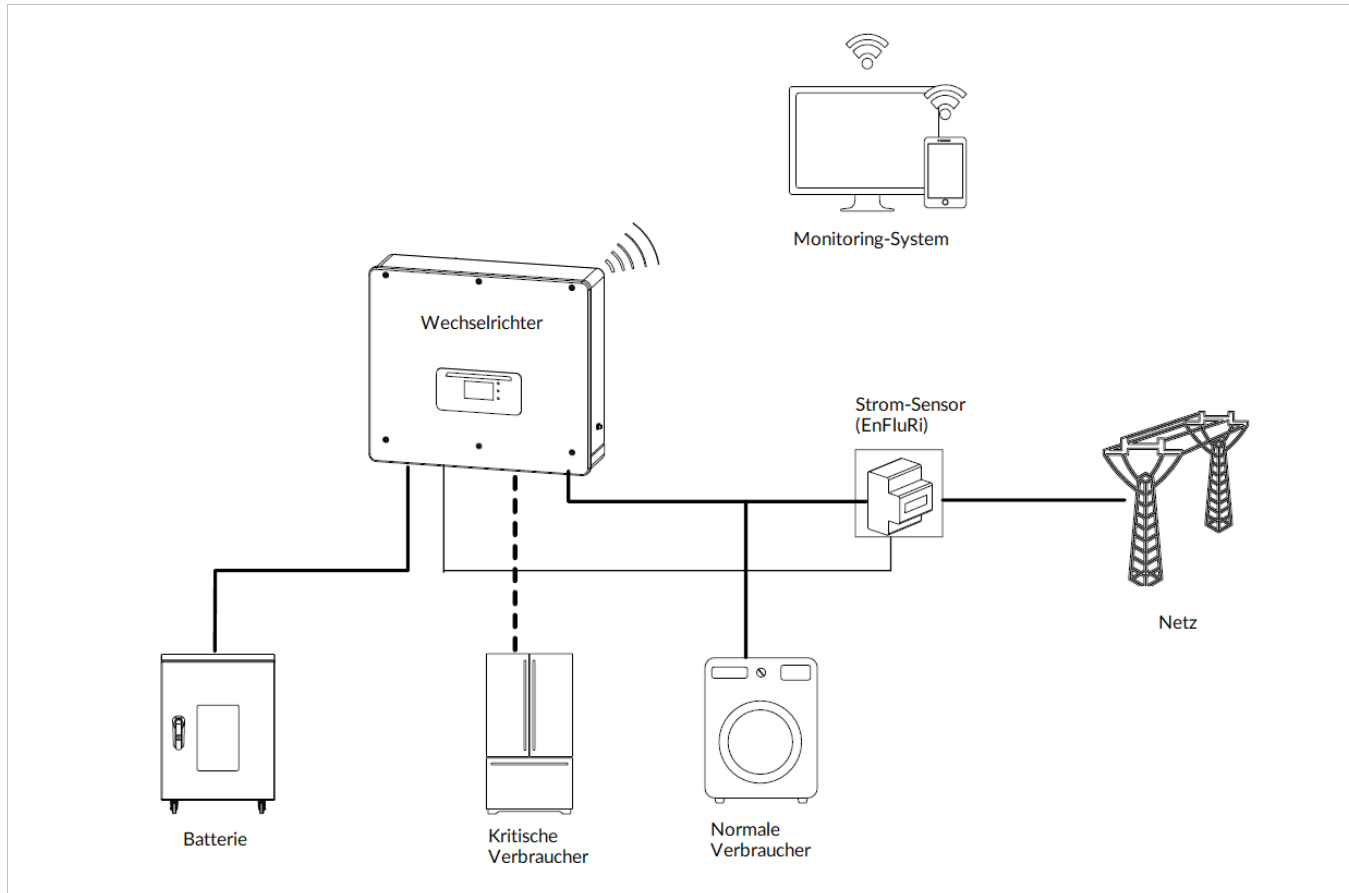 Monitoring-System
Wechselrichter
Strom-Sensor
(EnFluRi)
Netz
Batterie
Kritische
Verbraucher
Normale
Verbraucher